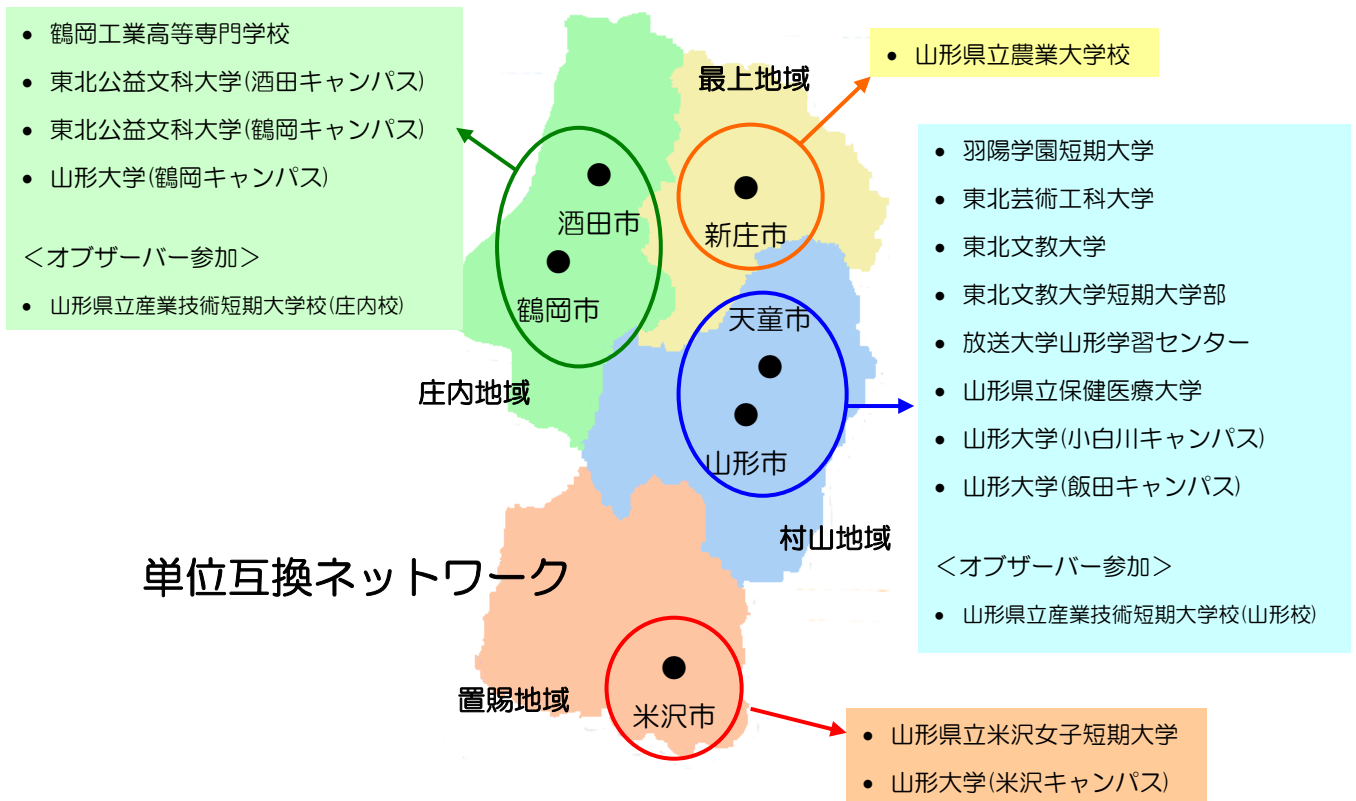 • 鶴岡工業高等専門学校
• 東北公益文科大学(酒田キャンパス)
• 東北公益文科大学(鶴岡キャンパス)
• 山形大学(鶴岡キャンパス)
＜オブザーバー参加＞
• 山形県立産業技術短期大学校(庄内校)
• 山形県立農業大学校
最上地域
酒田市
新庄市
鶴岡市
天童市
庄内地域
山形市
村山地域
• 羽陽学園短期大学
• 東北芸術工科大学
• 東北文教大学
• 東北文教大学短期大学部
• 放送大学山形学習センター
• 山形県立保健医療大学
• 山形大学(小白川キャンパス)
• 山形大学(飯田キャンパス)
＜オブザーバー参加＞
• 山形県立産業技術短期大学校(山形校)
単位互換ネットワーク
置賜地域
米沢市
• 山形県立米沢女子短期大学
• 山形大学(米沢キャンパス)